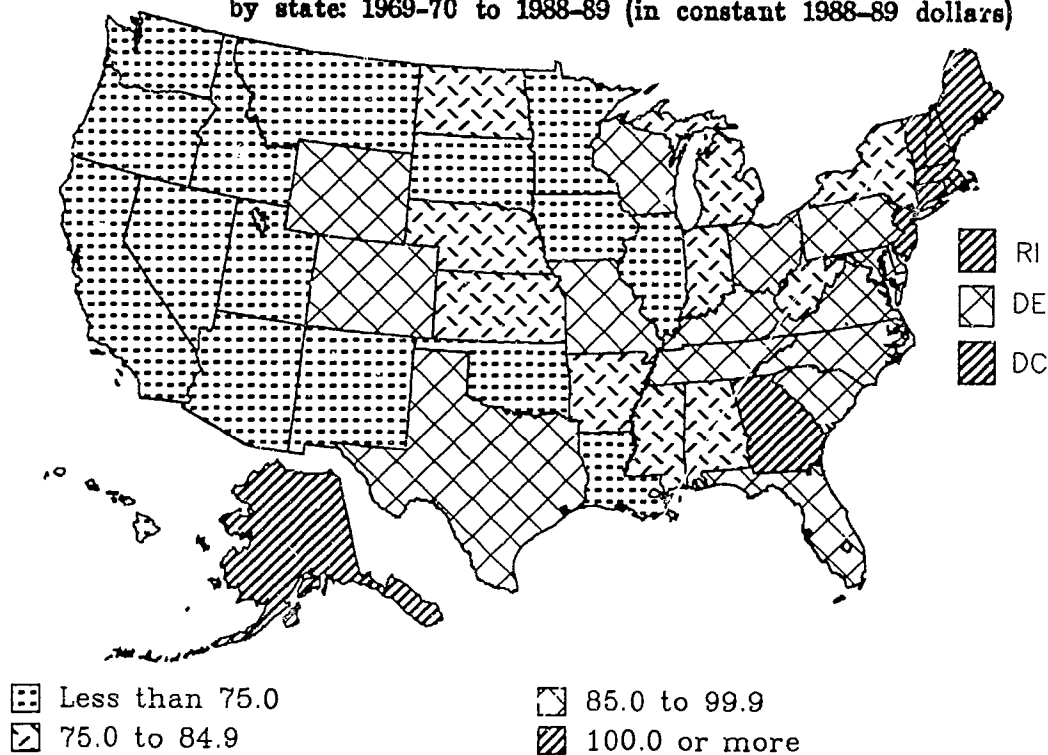 by state: 1969-70 to 1988-89 (in constant 1988-89 dollars)
RI
DE
DC
Less than 75.0
75.0 to 84.9
85.0 to 99.9
100.0 or more